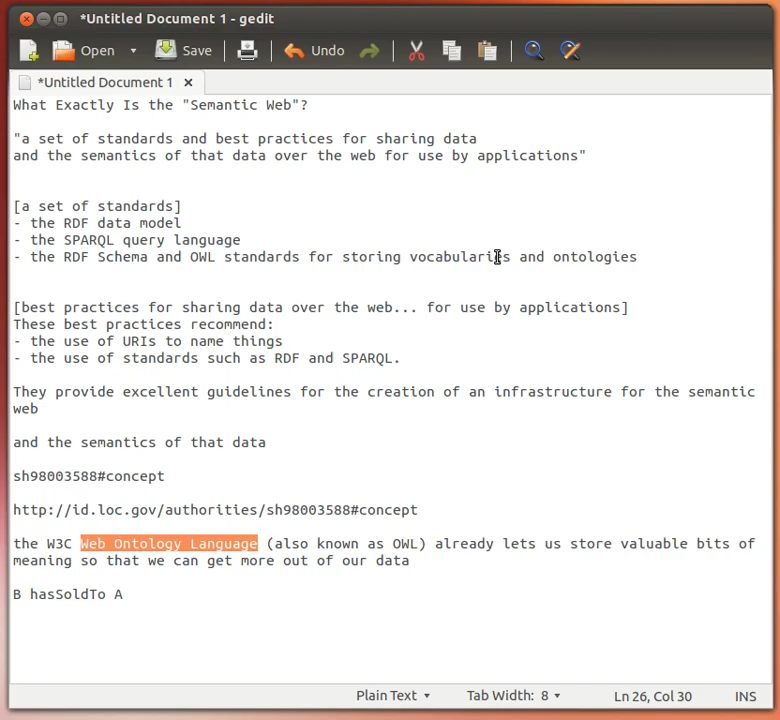 *Untitled Document 1 - gedit
Open Save Undo
*Untitled Document 1
What Exactly Is the "Semantic Web"?
"a set of standards and best practices for sharing data
and the semantics of that data over the web for use by applications"
[a set of standards]
- the RDF data model
- the SPARQL query language
- the RDF Schema and OWL standards for storing vocabularies and ontologies
[best practices for sharing data over the web... for use by applications]
These best practices recommend:
- the use of URIs to name things
- the use of standards such as RDF and SPARQL.
They provide excellent guidelines for the creation of an infrastructure for the semantic
web
and the semantics of that data
sh98003588#concept
http://id.loc.gov/authorities/sh98003588#concept
the W3C Web Ontology Language (also known as OWL) already lets us store valuable bits of
meaning so that we can get more out of our data
B hasSoldTo A
Plain Text Tab Width: 8 Ln 26, Col 30 INS